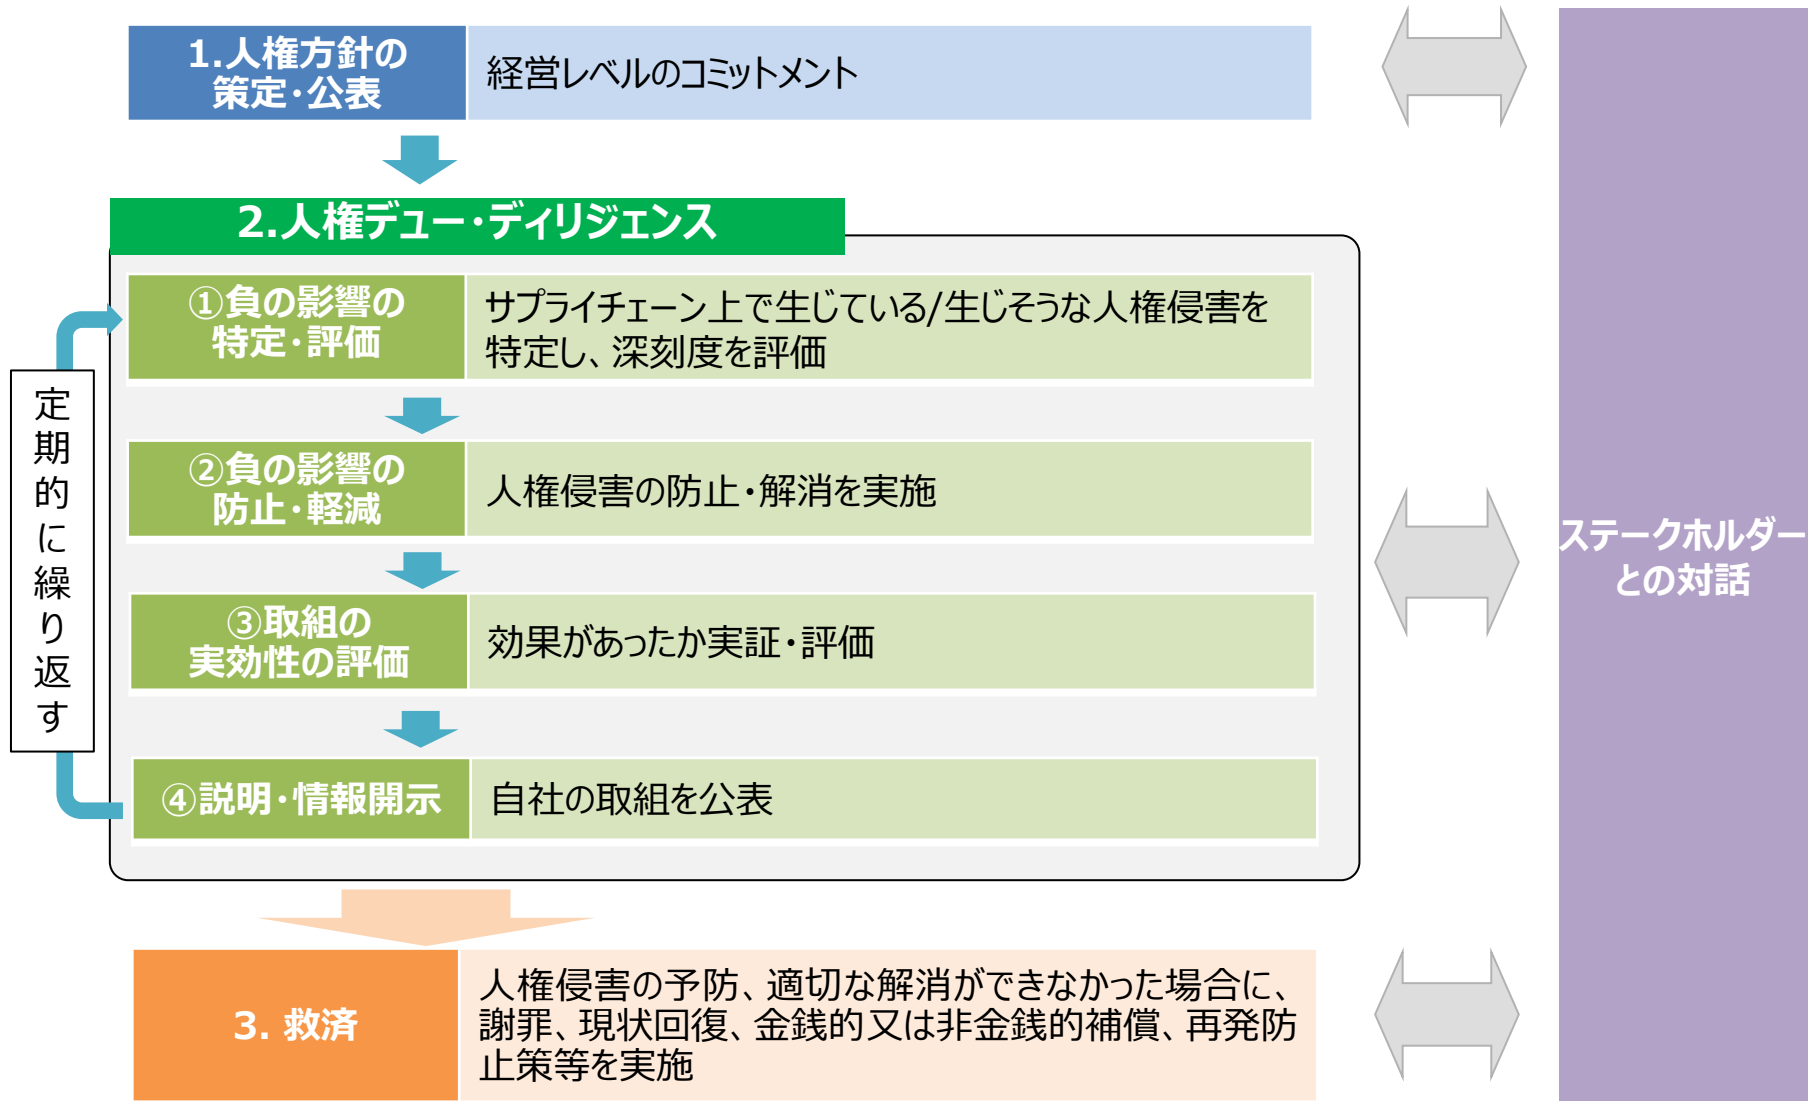 1.人権方針の
策定・公表
経営レベルのコミットメント
2.人権デュー・ディリジェンス
①負の影響の
特定・評価
サプライチェーン上で生じている/生じそうな人権侵害を
特定し、深刻度を評価
②負の影響の
防止・軽減
人権侵害の防止・解消を実施
③取組の
実効性の評価
効果があったか実証・評価
④説明・情報開示
自社の取組を公表
定期的に繰り返す
3. 救済
人権侵害の予防、適切な解消ができなかった場合に、
謝罪、現状回復、金銭的又は非金銭的補償、再発防
止策等を実施
ステークホルダー
との対話